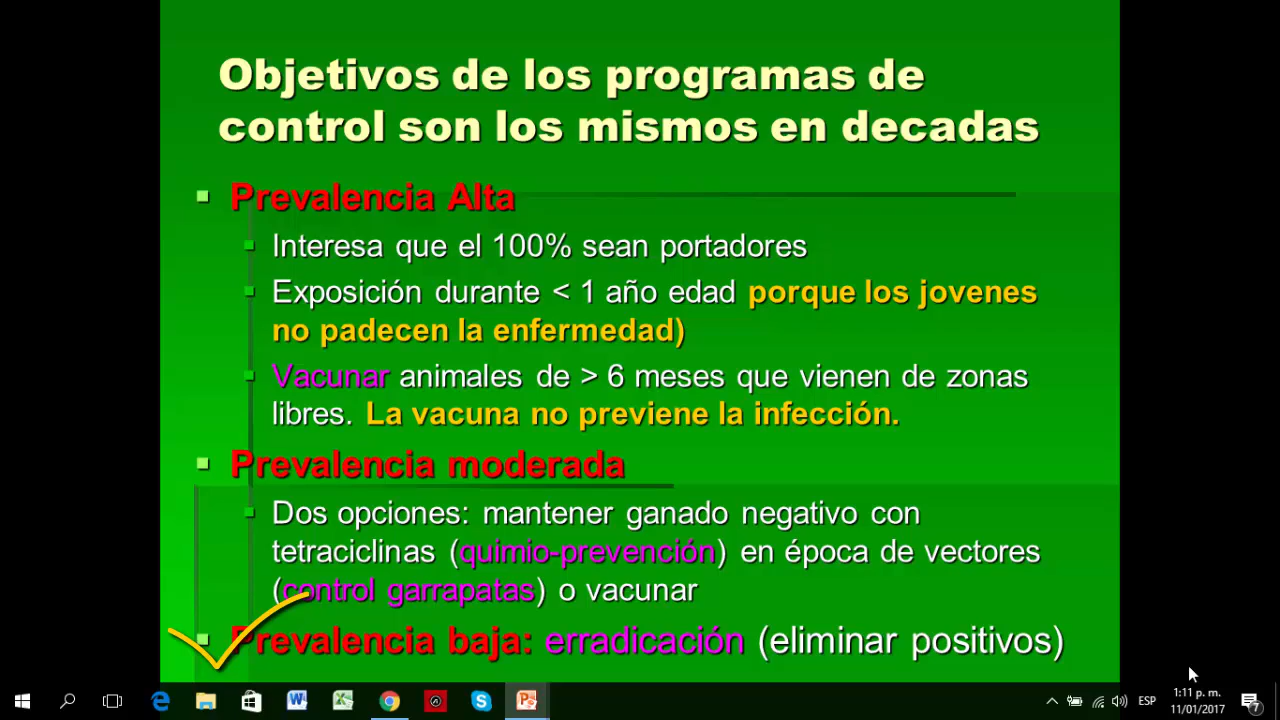 Objetivos de los programas de
control son los mismos en decadas
Prevalencia Alta
Interesa que el 100% sean portadores
Exposición durante < 1 año edad porque los jovenes
no padecen la enfermedad)
Vacunar animales de > 6 meses que vienen de zonas
libres. La vacuna no previene la infección.
Prevalencia moderada
Dos opciones: mantener ganado negativo con
tetraciclinas (quimio-prevención) en época de vectores
(control garrapatas) o vacunar
Prevalencia baja: erradicación (eliminar positivos)
ESP
1:11 p. m.
11/01/2017
7